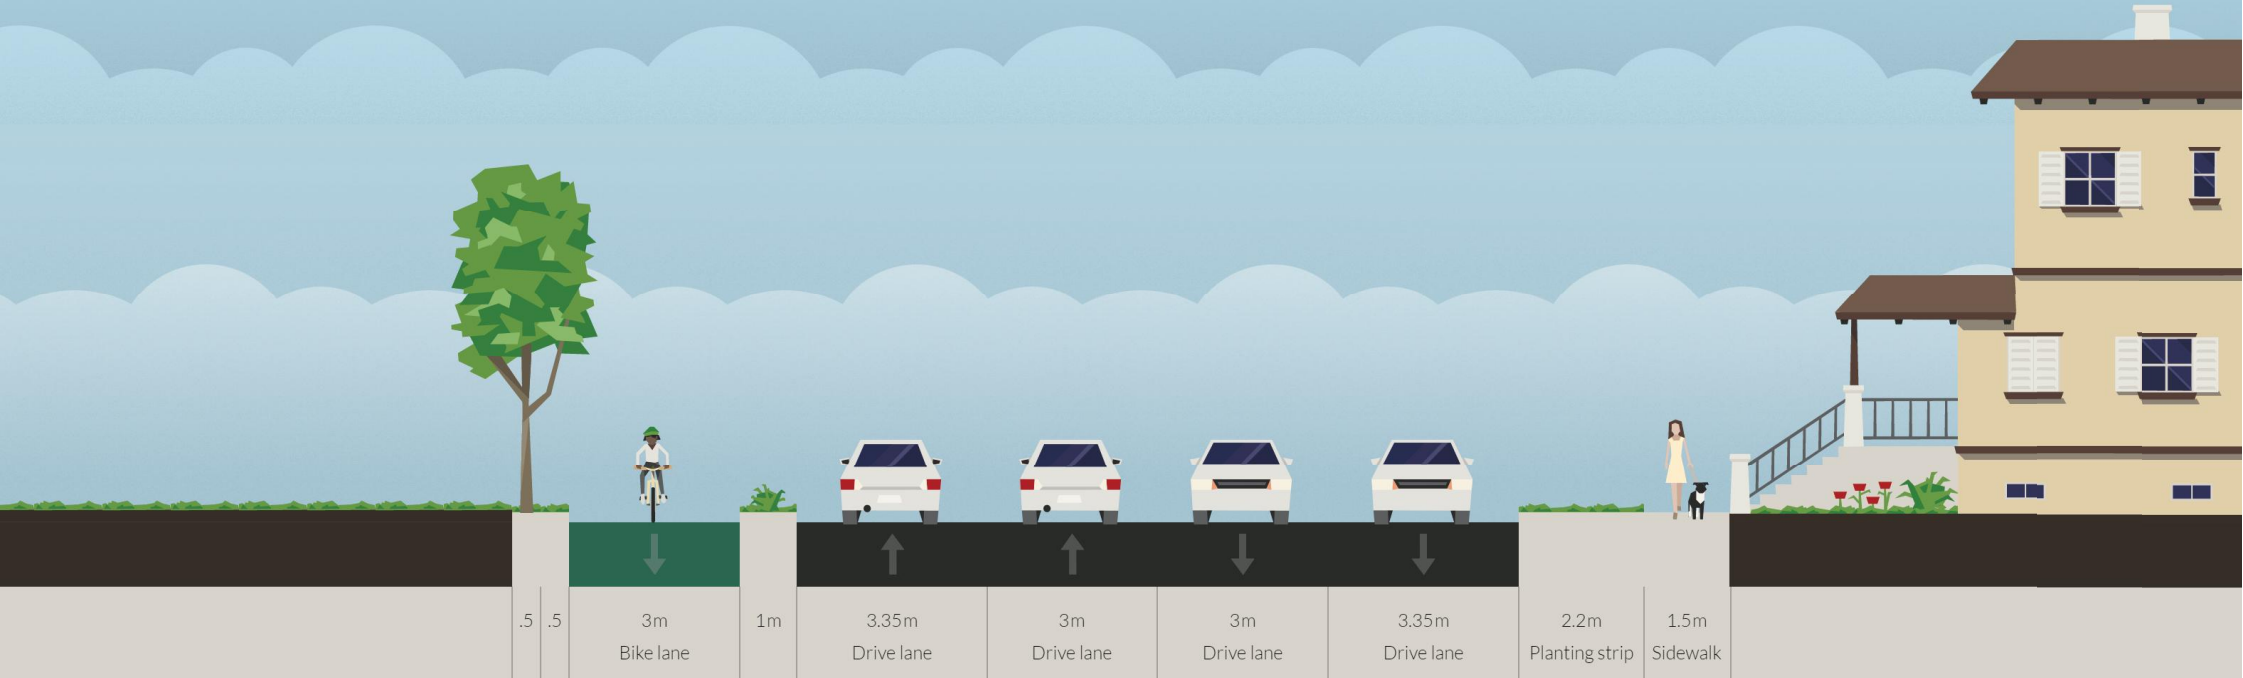 .5 .5 3m 1m 3.35m 3m 3m 3.35m 2.2m 1.5m
Bike lane Drive lane Drive lane Drive lane Drive lane Planting strip Sidewalk